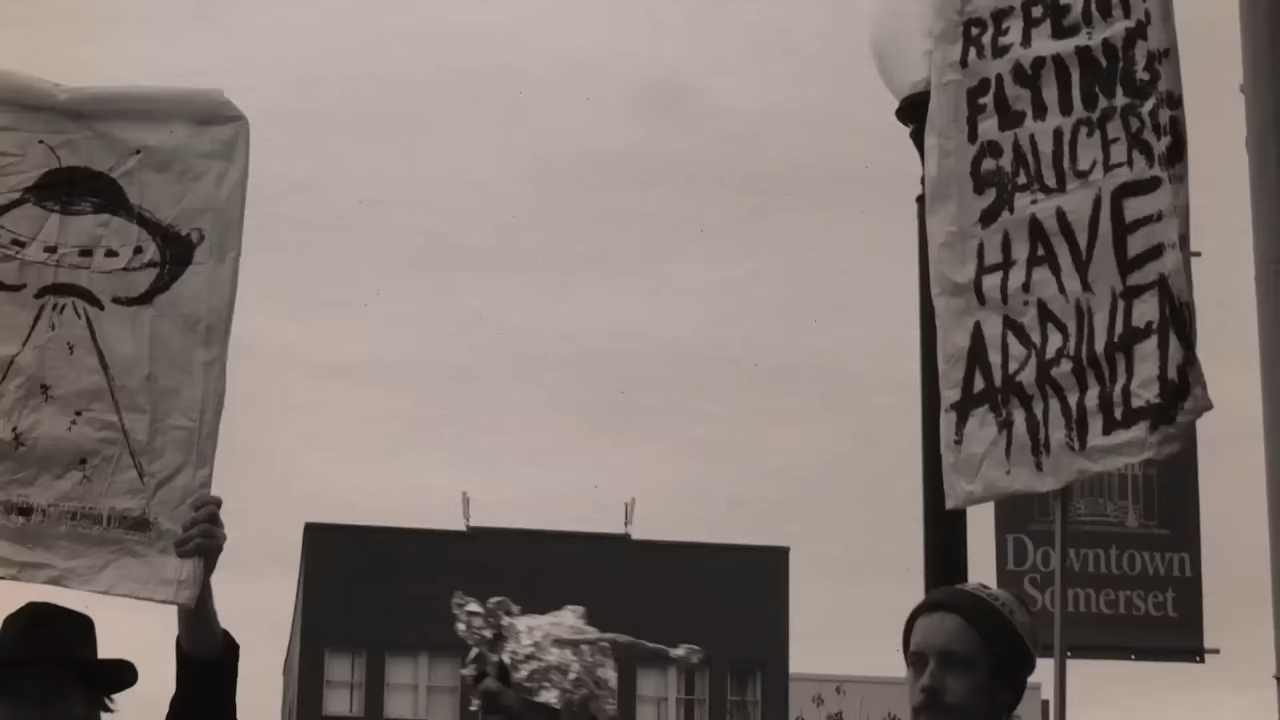 REPENT!
FLYING
SAUCERS
HAVE
ARRIVED
Downtown
Somerset